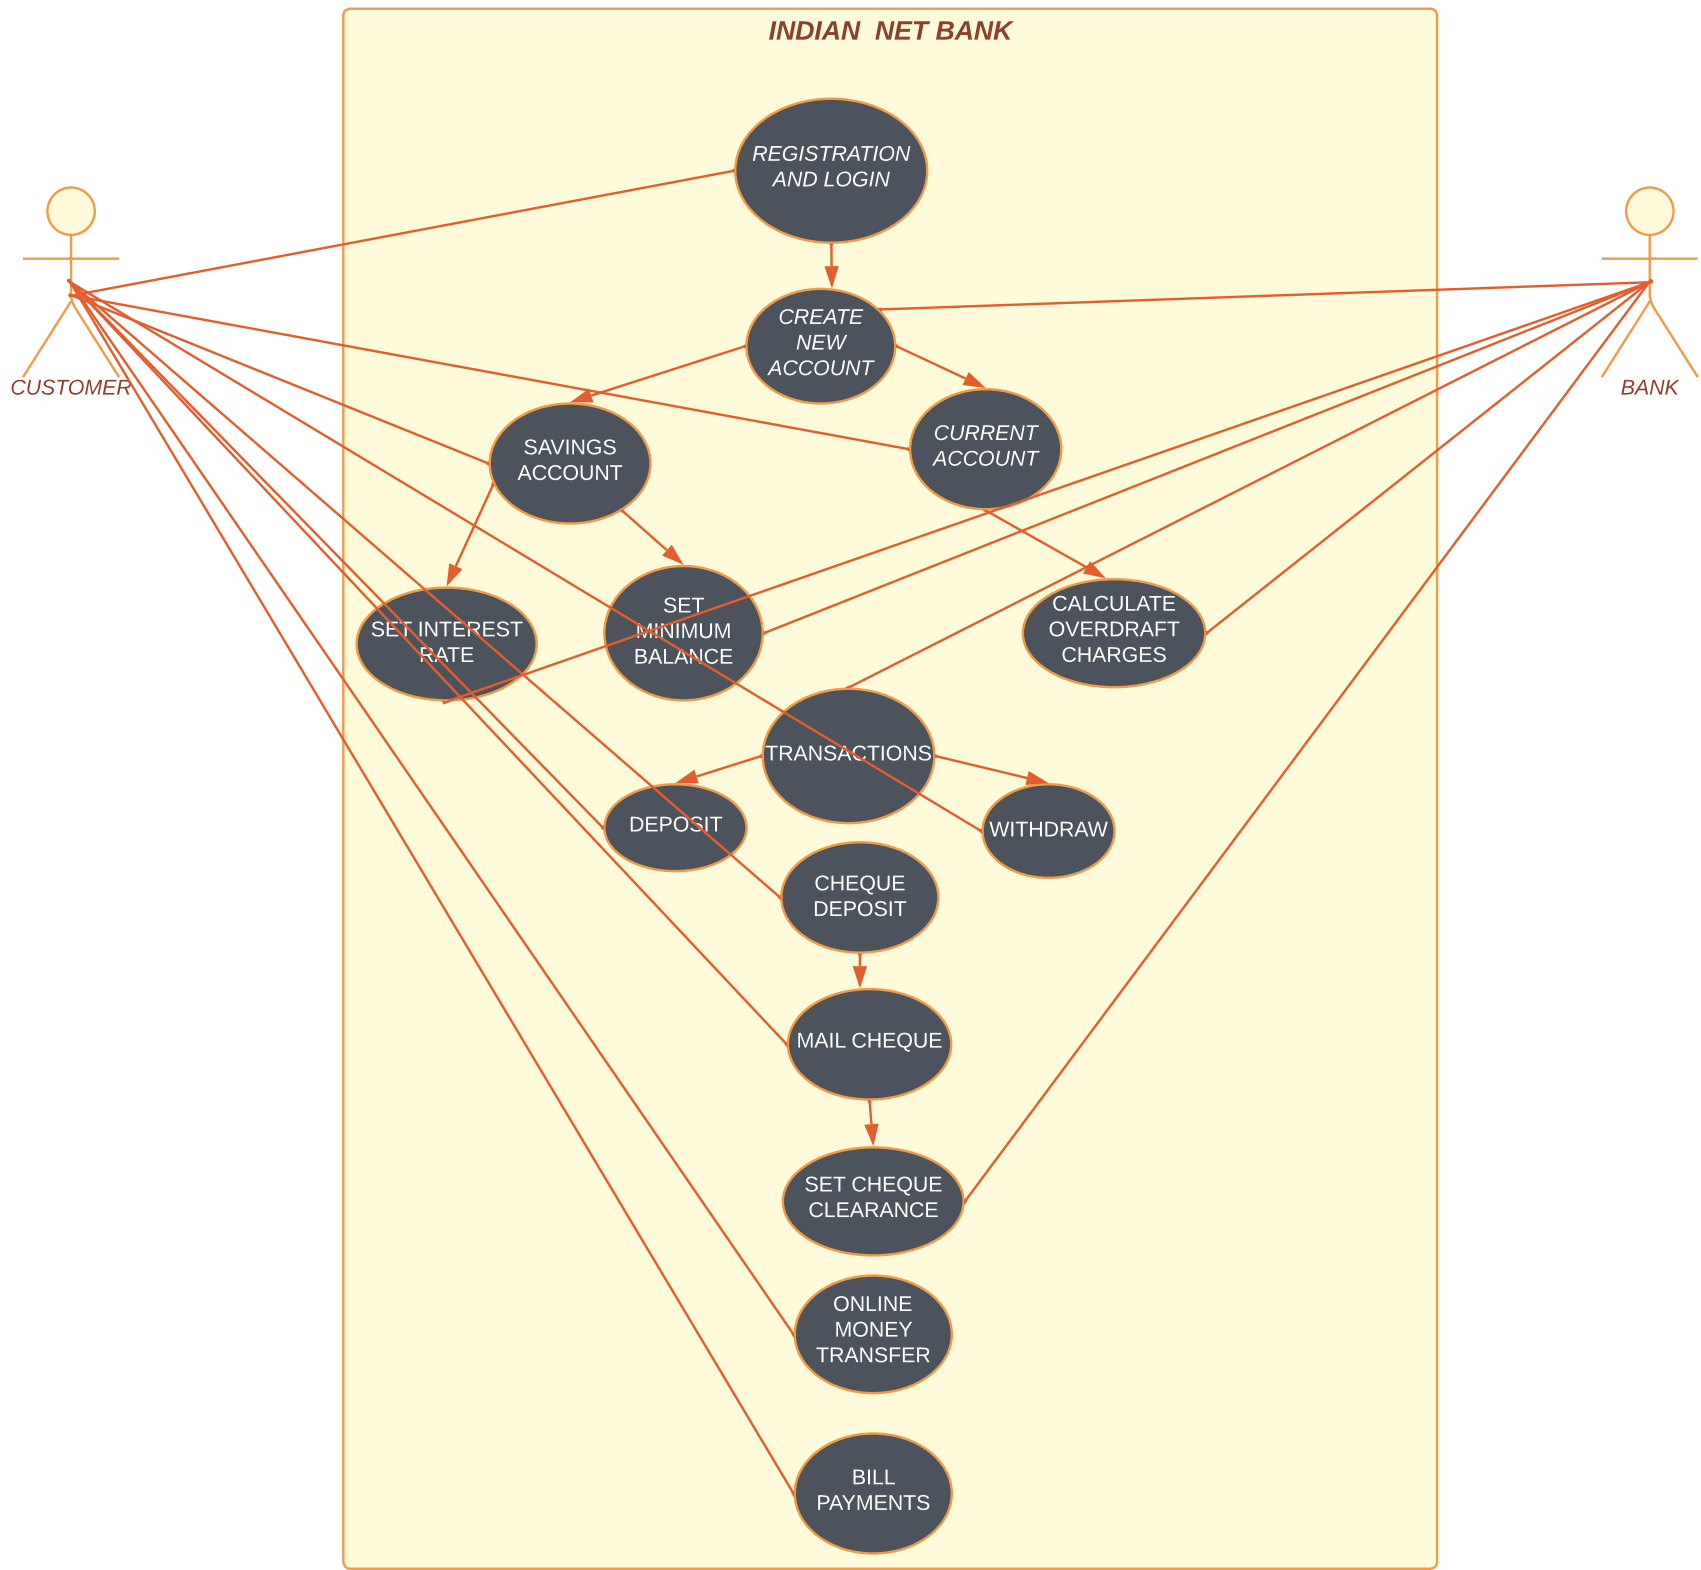 INDIAN  NET BANK
REGISTRATION
AND LOGIN
CREATE
NEW
ACCOUNT
CUSTOMER
BANK
SAVINGS
ACCOUNT
CURRENT
ACCOUNT
SET INTEREST
RATE
SET
MINIMUM
BALANCE
CALCULATE
OVERDRAFT
CHARGES
TRANSACTIONS
DEPOSIT
WITHDRAW
CHEQUE
DEPOSIT
MAIL CHEQUE
SET CHEQUE
CLEARANCE
ONLINE
MONEY
TRANSFER
BILL
PAYMENTS